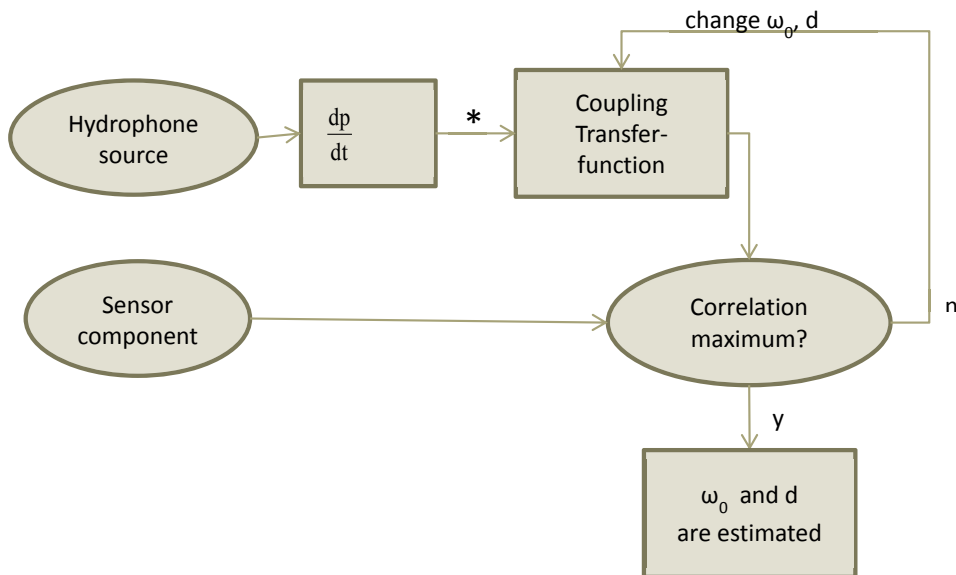 change ω₀, d
Hydrophone
source
dp
dt
*
Coupling
Transfer-
function
Sensor
component
Correlation
maximum?
n
y
ω₀ and d
are estimated